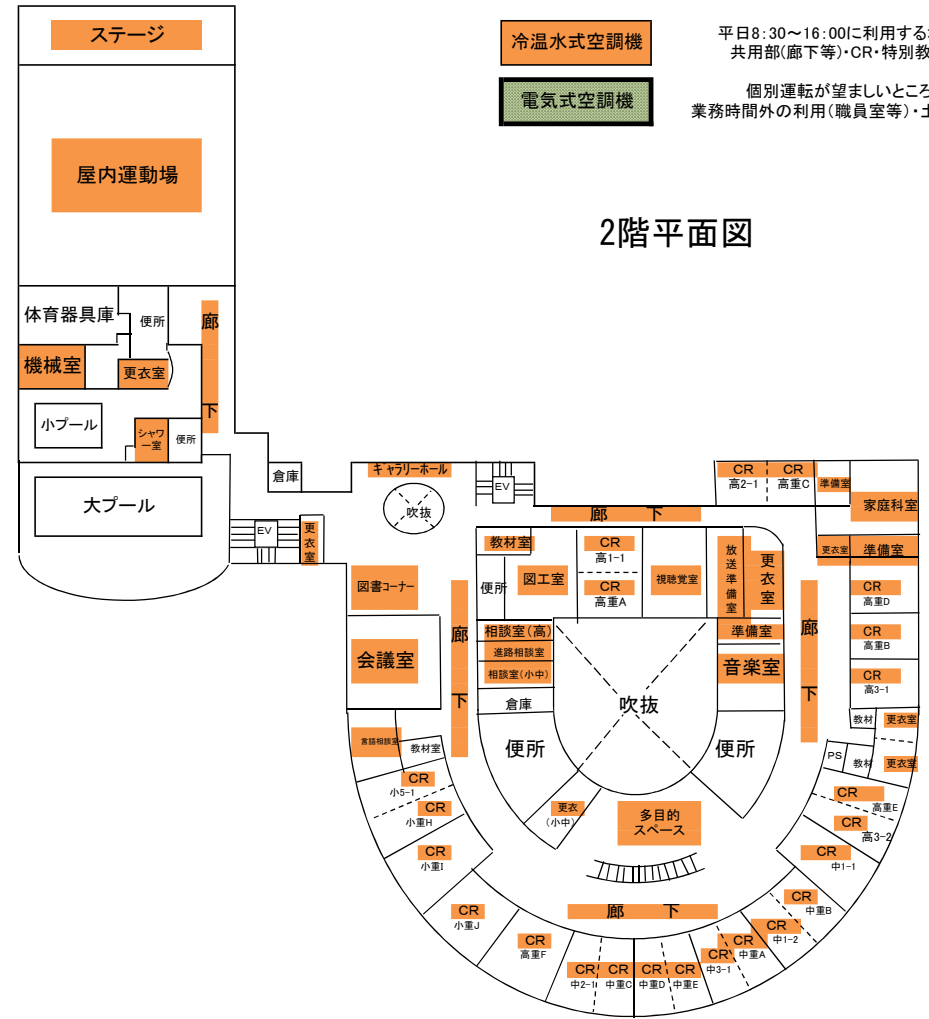 ステージ
冷温水式空調機
平日8:30～16:00に利用する
共用部(廊下等)・CR・特別教
電気式空調機
個別運転が望ましいところ
業務時間外の利用(職員室等)・土
屋内運動場
2階平面図
体育器具庫
便所
廊
下
機械室
更衣室
小プール
シャワ
ー室
便所
大プール
倉庫
EV
更
衣
室
ギャラリーホール
吹抜
EV
廊 下
CR
高2-1
CR
高重C
準備室
家庭科室
更衣室
準備室
教材室
便所
図工室
CR
高1-1
CR
高重A
視聴覚室
放
送
準
備
室
更
衣
室
図書コーナー
会議室
廊
下
相談室(高)
進路相談室
相談室(小中)
倉庫
便所
吹抜
準備室
音楽室
便所
廊
下
CR
高重D
CR
高重B
CR
高3-1
教材
更衣室
PS
教材
更衣室
言語相談室
教材室
CR
小5-1
CR
小重H
CR
小重I
CR
小重J
更衣
(小中)
多目的
スペース
CR
高重E
CR
高3-2
CR
中1-1
CR
中重B
CR
中1-2
廊 下
CR
高重F
CR
中2-1
CR
中重C
CR
中重D
CR
中重E
CR
中3-1
CR
中重A